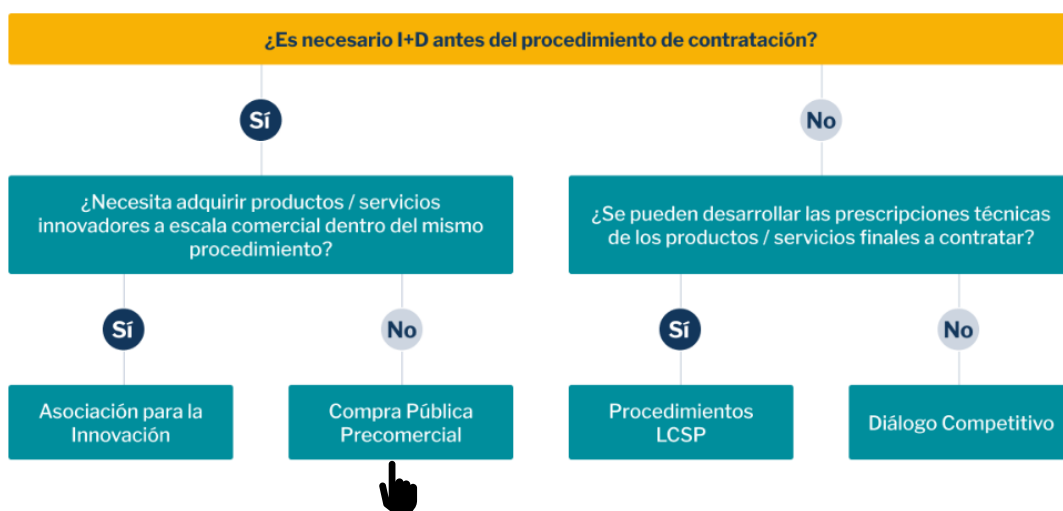 ¿Es necesario I+D antes del procedimiento de contratación?
Sí
No
¿Necesita adquirir productos / servicios
innovadores a escala comercial dentro del mismo
procedimiento?
¿Se pueden desarrollar las prescripciones técnicas
de los productos / servicios finales a contratar?
Sí
No
Sí
No
Asociación para la
Innovación
Compra Pública
Precomercial
Procedimientos
LCSP
Diálogo Competitivo